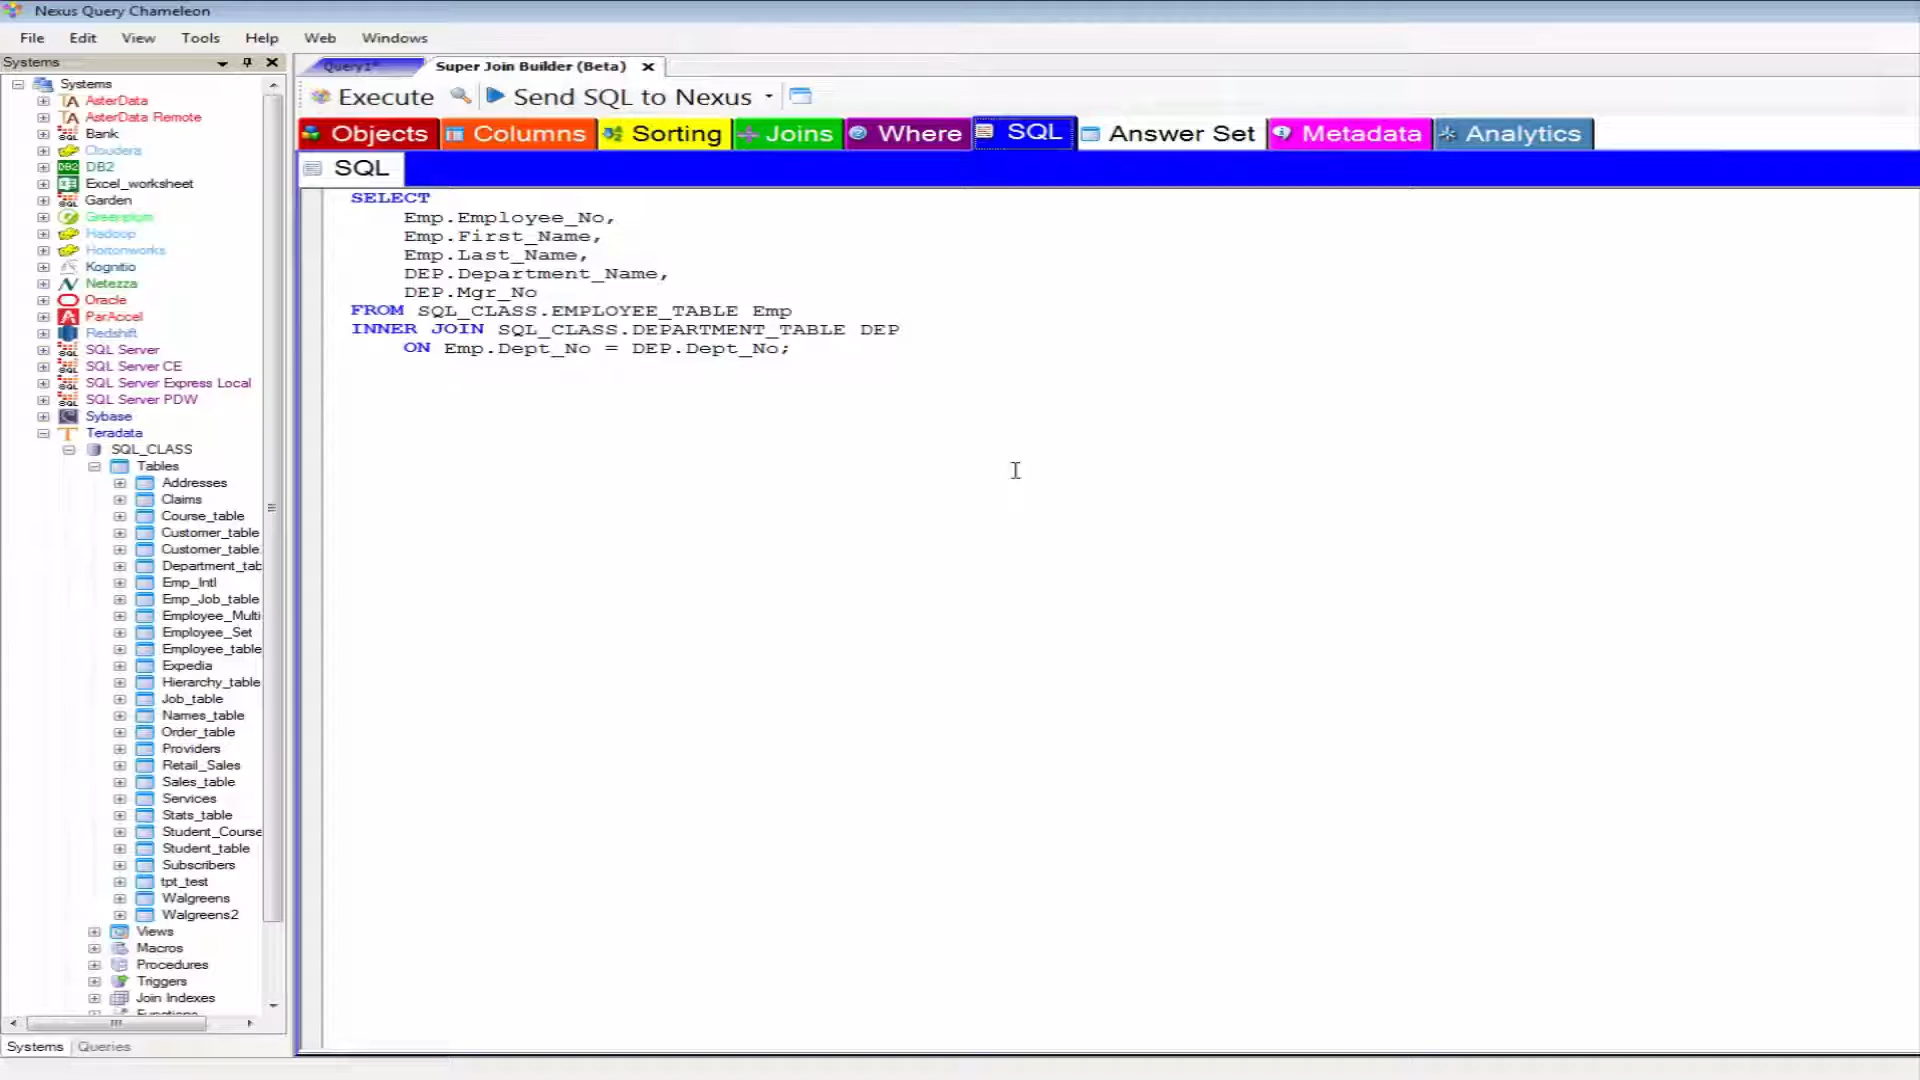 Nexus Query Chameleon
File Edit View Tools Help Web Windows
Systems
Query1* Super Join Builder (Beta)
Execute Send SQL to Nexus
Objects Columns Sorting Joins Where SQL Answer Set Metadata Analytics
SQL
SELECT
Emp.Employee_No,
Emp.First_Name,
Emp.Last_Name,
DEP.Department_Name,
DEP.Mgr_No
FROM SQL_CLASS.EMPLOYEE_TABLE Emp
INNER JOIN SQL_CLASS.DEPARTMENT_TABLE DEP
ON Emp.Dept_No = DEP.Dept_No;
Systems
AsterData
AsterData Remote
Bank
Cloudera
DB2
Excel_worksheet
Garden
Greenplum
Hadoop
Hortonworks
Kognitio
Netezza
Oracle
ParAccel
Redshift
SQL Server
SQL Server CE
SQL Server Express Local
SQL Server PDW
Sybase
Teradata
SQL_CLASS
Tables
Addresses
Claims
Course_table
Customer_table
Customer_table
Department_tab
Emp_Intl
Emp_Job_table
Employee_Multi
Employee_Set
Employee_table
Expedia
Hierarchy_table
Job_table
Names_table
Order_table
Providers
Retail_Sales
Sales_table
Services
Stats_table
Student_Course
Student_table
Subscribers
tpt_test
Walgreens
Walgreens2
Views
Macros
Procedures
Triggers
Join Indexes
Systems Queries